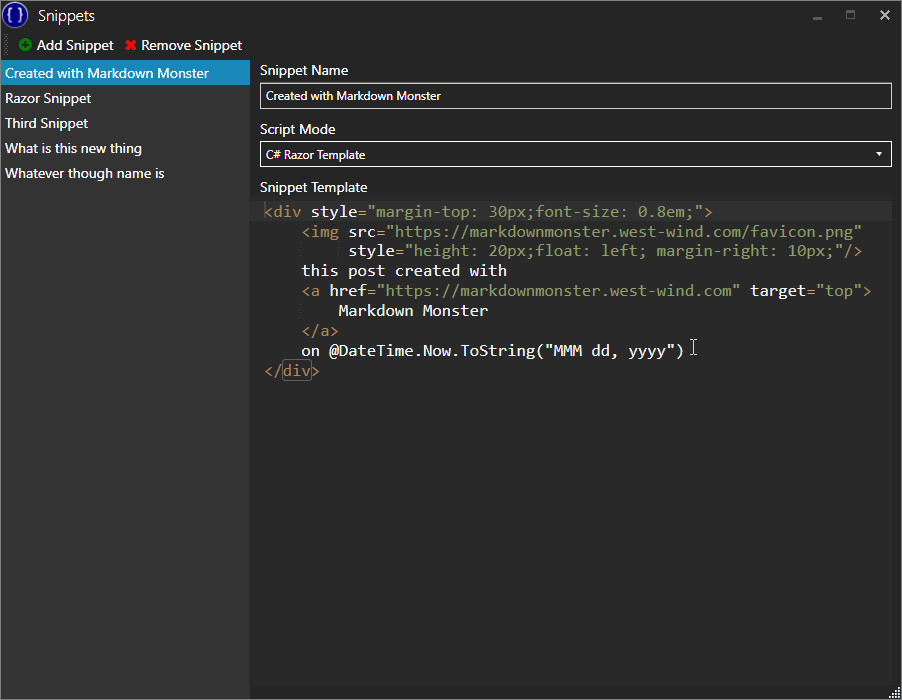 { } Snippets
Add Snippet Remove Snippet
Created with Markdown Monster
Razor Snippet
Third Snippet
What is this new thing
Whatever though name is
Snippet Name
Created with Markdown Monster
Script Mode
C# Razor Template
Snippet Template
<div style="margin-top: 30px;font-size: 0.8em;">
<img src="https://markdownmonster.west-wind.com/favicon.png"
style="height: 20px;float: left; margin-right: 10px;"/>
this post created with
<a href="https://markdownmonster.west-wind.com" target="top">
Markdown Monster
</a>
on @DateTime.Now.ToString("MMM dd, yyyy")
</div>